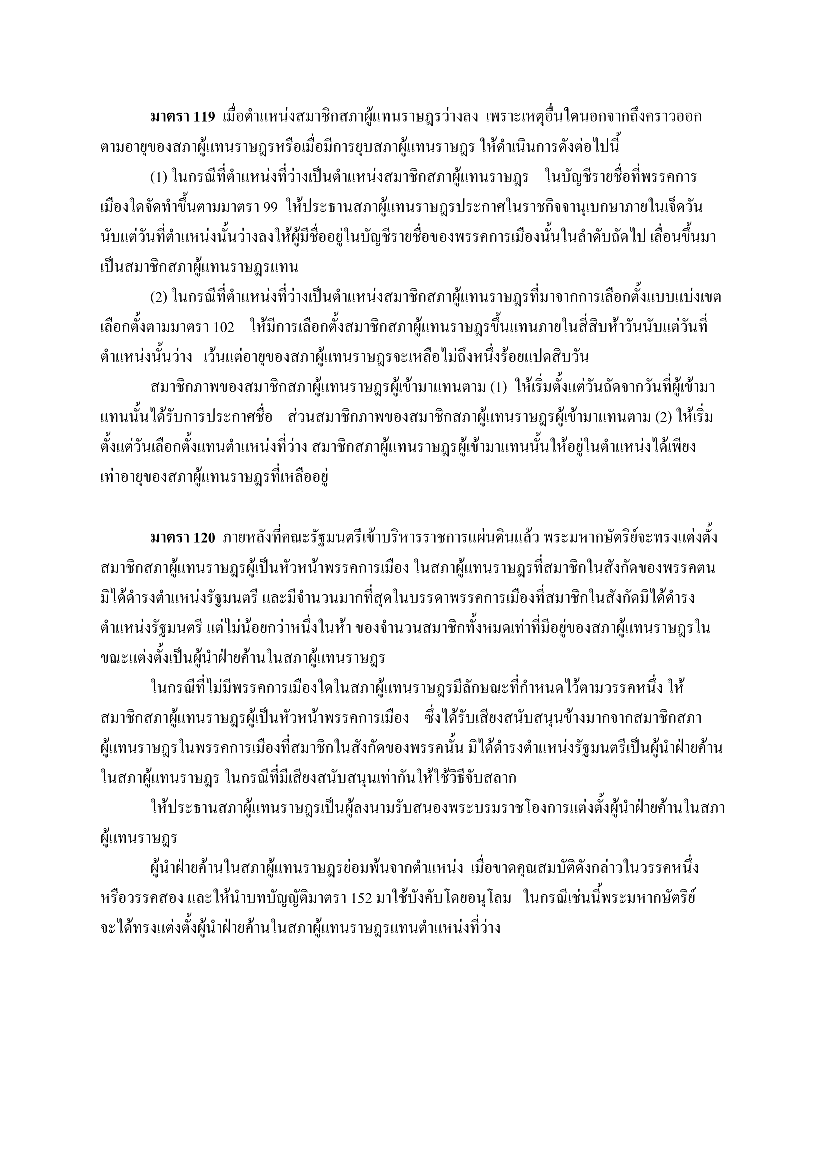 มาตรา 119 เมื่อตำแหน่งสมาชิกสภาผู้แทนราษฎรว่างลง เพราะเหตุอื่นใดนอกจากถึงคราวออก
ตามอายุของสภาผู้แทนราษฎรหรือเมื่อมีการยุบสภาผู้แทนราษฎร ให้ดำเนินการดังต่อไปนี้
(1) ในกรณีที่ตำแหน่งที่ว่างเป็นตำแหน่งสมาชิกสภาผู้แทนราษฎร ในบัญชีรายชื่อที่พรรคการ
เมืองใดจัดทำขึ้นตามมาตรา 99 ให้ประธานสภาผู้แทนราษฎรประกาศในราชกิจจานุเบกษาภายในเจ็ดวัน
นับแต่วันที่ตำแหน่งนั้นว่างลงให้ผู้มีชื่ออยู่ในบัญชีรายชื่อของพรรคการเมืองนั้นในลำดับถัดไป เลื่อนขึ้นมา
เป็นสมาชิกสภาผู้แทนราษฎรแทน
(2) ในกรณีที่ตำแหน่งที่ว่างเป็นตำแหน่งสมาชิกสภาผู้แทนราษฎรที่มาจากการเลือกตั้งแบบแบ่งเขต
เลือกตั้งตามมาตรา 102 ให้มีการเลือกตั้งสมาชิกสภาผู้แทนราษฎรขึ้นแทนภายในสี่สิบห้าวันนับแต่วันที่
ตำแหน่งนั้นว่าง เว้นแต่อายุของสภาผู้แทนราษฎรจะเหลือไม่ถึงหนึ่งร้อยแปดสิบวัน
สมาชิกภาพของสมาชิกสภาผู้แทนราษฎรผู้เข้ามาแทนตาม (1) ให้เริ่มตั้งแต่วันถัดจากวันที่ผู้เข้ามา
แทนนั้นได้รับการประกาศชื่อ ส่วนสมาชิกภาพของสมาชิกสภาผู้แทนราษฎรผู้เข้ามาแทนตาม (2) ให้เริ่ม
ตั้งแต่วันเลือกตั้งแทนตำแหน่งที่ว่าง สมาชิกสภาผู้แทนราษฎรผู้เข้ามาแทนนั้นให้อยู่ในตำแหน่งได้เพียง
เท่าอายุของสภาผู้แทนราษฎรที่เหลืออยู่
มาตรา 120 ภายหลังที่คณะรัฐมนตรีเข้าบริหารราชการแผ่นดินแล้ว พระมหากษัตริย์จะทรงแต่งตั้ง
สมาชิกสภาผู้แทนราษฎรผู้เป็นหัวหน้าพรรคการเมือง ในสภาผู้แทนราษฎรที่สมาชิกในสังกัดของพรรคตน
มิได้ดำรงตำแหน่งรัฐมนตรี และมีจำนวนมากที่สุดในบรรดาพรรคการเมืองที่สมาชิกในสังกัดมิได้ดำรง
ตำแหน่งรัฐมนตรี แต่ไม่น้อยกว่าหนึ่งในห้า ของจำนวนสมาชิกทั้งหมดเท่าที่มีอยู่ของสภาผู้แทนราษฎรใน
ขณะแต่งตั้งเป็นผู้นำฝ่ายค้านในสภาผู้แทนราษฎร
ในกรณีที่ไม่มีพรรคการเมืองใดในสภาผู้แทนราษฎรมีลักษณะที่กำหนดไว้ตามวรรคหนึ่ง ให้
สมาชิกสภาผู้แทนราษฎรผู้เป็นหัวหน้าพรรคการเมือง ซึ่งได้รับเสียงสนับสนุนข้างมากจากสมาชิกสภา
ผู้แทนราษฎรในพรรคการเมืองที่สมาชิกในสังกัดของพรรคนั้น มิได้ดำรงตำแหน่งรัฐมนตรีเป็นผู้นำฝ่ายค้าน
ในสภาผู้แทนราษฎร ในกรณีที่มีเสียงสนับสนุนเท่ากันให้ใช้วิธีจับสลาก
ให้ประธานสภาผู้แทนราษฎรเป็นผู้ลงนามรับสนองพระบรมราชโองการแต่งตั้งผู้นำฝ่ายค้านในสภา
ผู้แทนราษฎร
ผู้นำฝ่ายค้านในสภาผู้แทนราษฎรย่อมพ้นจากตำแหน่ง เมื่อขาดคุณสมบัติดังกล่าวในวรรคหนึ่ง
หรือวรรคสอง และให้นำบทบัญญัติมาตรา 152 มาใช้บังคับโดยอนุโลม ในกรณีเช่นนี้พระมหากษัตริย์
จะได้ทรงแต่งตั้งผู้นำฝ่ายค้านในสภาผู้แทนราษฎรแทนตำแหน่งที่ว่าง